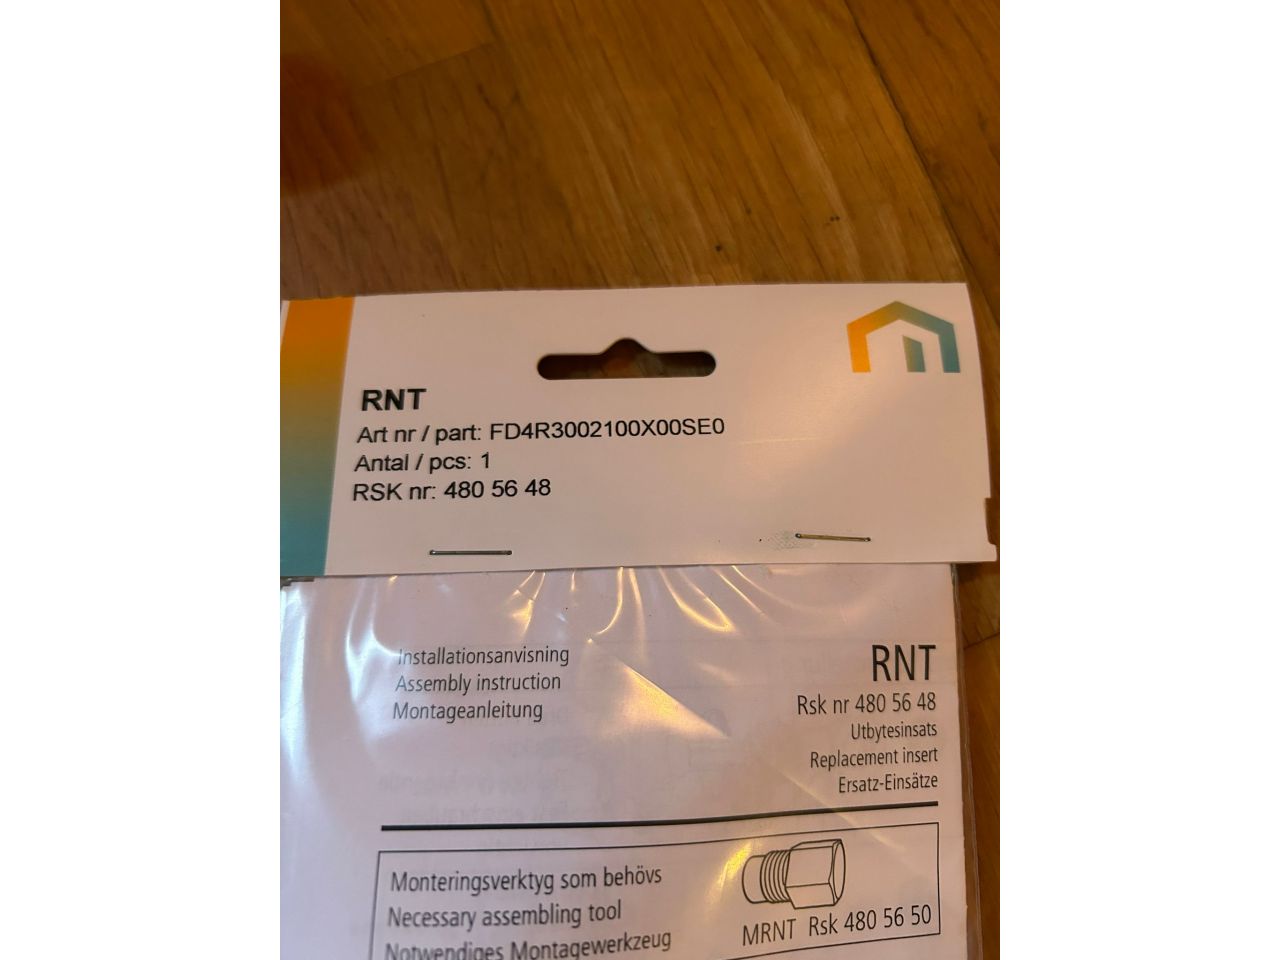 RNT
Art nr / part: FD4R3002100X00SE0
Antal / pcs: 1
RSK nr: 480 56 48
Installationsanvisning
Assembly instruction
Montageanleitung
RNT
Rsk nr 480 56 48
Utbytesinsats
Replacement insert
Ersatz-Einsätze
Monteringsverktyg som behövs
Necessary assembling tool
Notwendiges Montagewerkzeug
MRNT Rsk 480 56 50